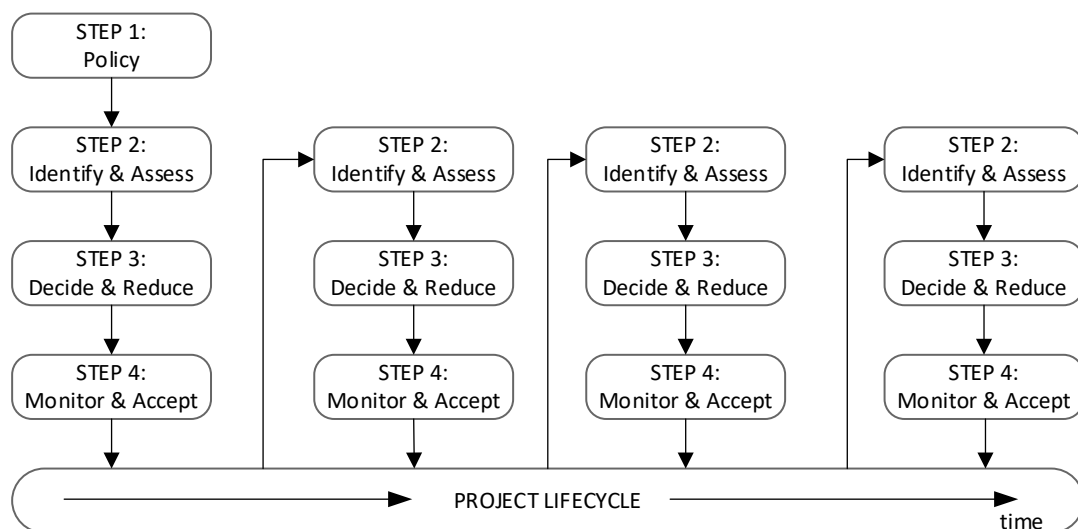 STEP 1:
Policy
STEP 2:
Identify & Assess
STEP 3:
Decide & Reduce
STEP 4:
Monitor & Accept
STEP 2:
Identify & Assess
STEP 3:
Decide & Reduce
STEP 4:
Monitor & Accept
STEP 2:
Identify & Assess
STEP 3:
Decide & Reduce
STEP 4:
Monitor & Accept
STEP 2:
Identify & Assess
STEP 3:
Decide & Reduce
STEP 4:
Monitor & Accept
PROJECT LIFECYCLE
time